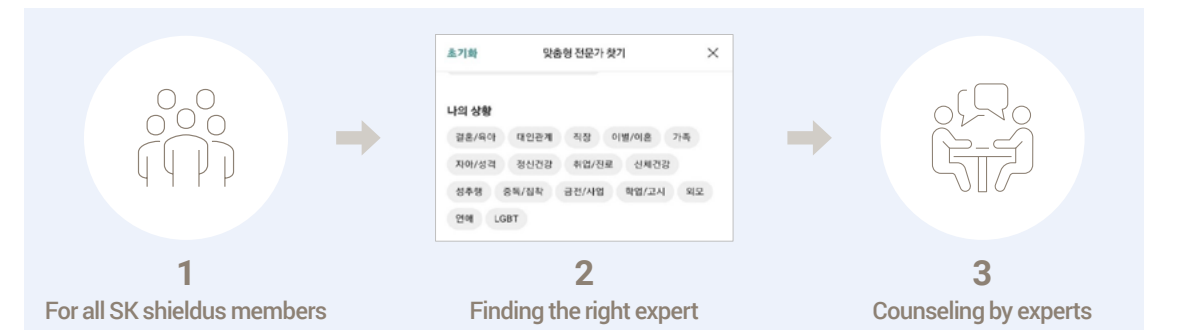 초기화 맞춤형 전문가 찾기
나의 상황
결혼/육아 대인관계 직장 이별/이혼 가족
자아/성격 정신건강 취업/진로 신체건강
성추행 중독/집착 금전/사업 학업/고시 외모
연애 LGBT
1 2 3
For all SK shieldus members Finding the right expert Counseling by experts